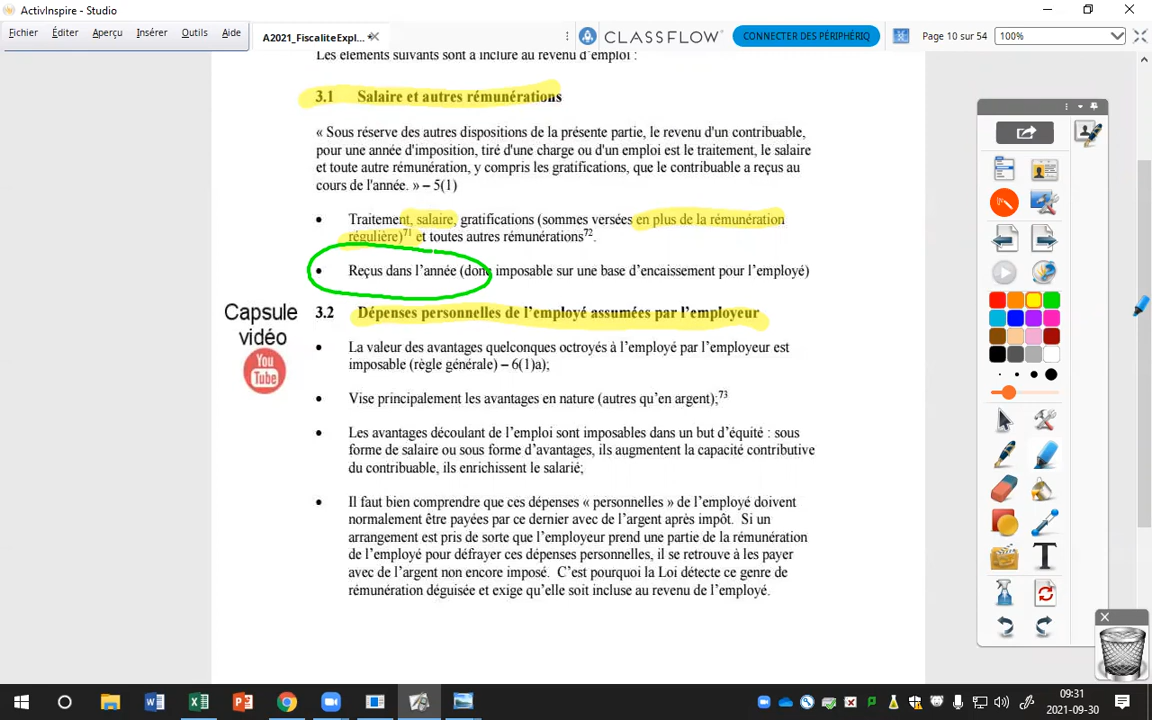 ActivInspire - Studio
Fichier Éditer Aperçu Insérer Outils Aide
A2021_FiscaliteExpl...
CLASSFLOW
CONNECTER DES PÉRIPHÉRIQ
Page 10 sur 54
100%
Les éléments suivants sont à inclure au revenu d'emploi :
3.1 Salaire et autres rémunérations
« Sous réserve des autres dispositions de la présente partie, le revenu d'un contribuable,
pour une année d'imposition, tiré d'une charge ou d'un emploi est le traitement, le salaire
et toute autre rémunération, y compris les gratifications, que le contribuable a reçus au
cours de l'année. » – 5(1)
• Traitement, salaire, gratifications (sommes versées en plus de la rémunération
régulière)71 et toutes autres rémunérations72.
• Reçus dans l'année (donc imposable sur une base d'encaissement pour l'employé)
Capsule
vidéo
You
Tube
3.2 Dépenses personnelles de l'employé assumées par l'employeur
• La valeur des avantages quelconques octroyés à l'employé par l'employeur est
imposable (règle générale) – 6(1)a);
• Vise principalement les avantages en nature (autres qu'en argent);73
• Les avantages découlant de l'emploi sont imposables dans un but d'équité : sous
forme de salaire ou sous forme d'avantages, ils augmentent la capacité contributive
du contribuable, ils enrichissent le salarié;
• Il faut bien comprendre que ces dépenses « personnelles » de l'employé doivent
normalement être payées par ce dernier avec de l'argent après impôt. Si un
arrangement est pris de sorte que l'employeur prend une partie de la rémunération
de l'employé pour défrayer ces dépenses personnelles, il se retrouve à les payer
avec de l'argent non encore imposé. C'est pourquoi la Loi détecte ce genre de
rémunération déguisée et exige qu'elle soit incluse au revenu de l'employé.
09:31
2021-09-30